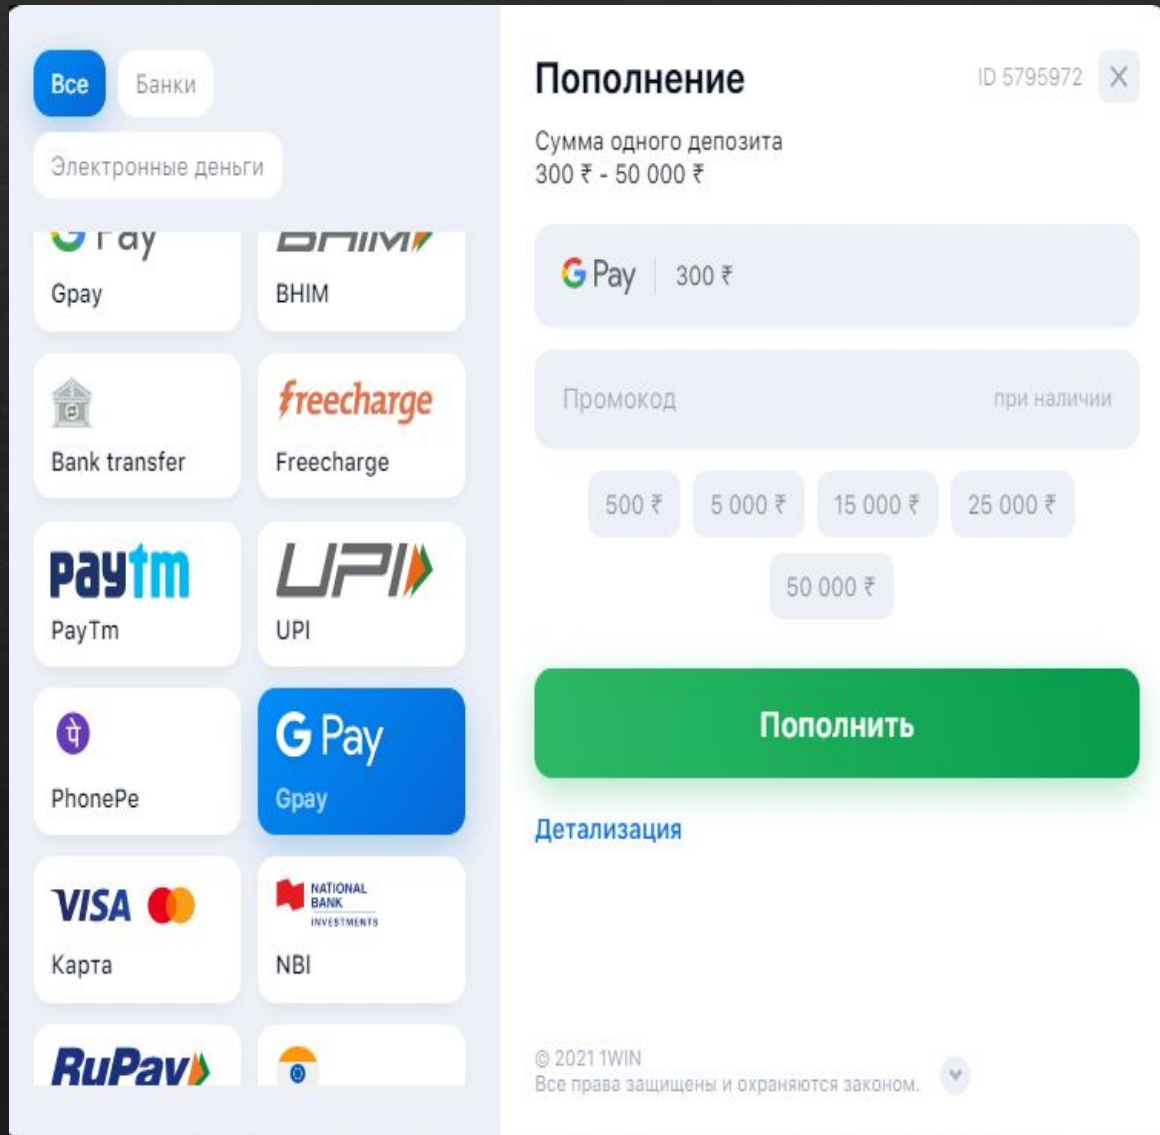 Все
Банки
Электронные деньги
G Pay
Gpay
BHIM
BHIM
Bank transfer
freecharge
Freecharge
paytm
PayTm
UPI
UPI
पे
PhonePe
G Pay
Gpay
VISA
Карта
NATIONAL
BANK
INVESTMENTS
NBI
RuPay
Пополнение
ID 5795972
Сумма одного депозита
300 ₹ - 50 000 ₹
G Pay
300 ₹
Промокод
при наличии
500 ₹
5 000 ₹
15 000 ₹
25 000 ₹
50 000 ₹
Пополнить
Детализация
© 2021 1WIN
Все права защищены и охраняются законом.